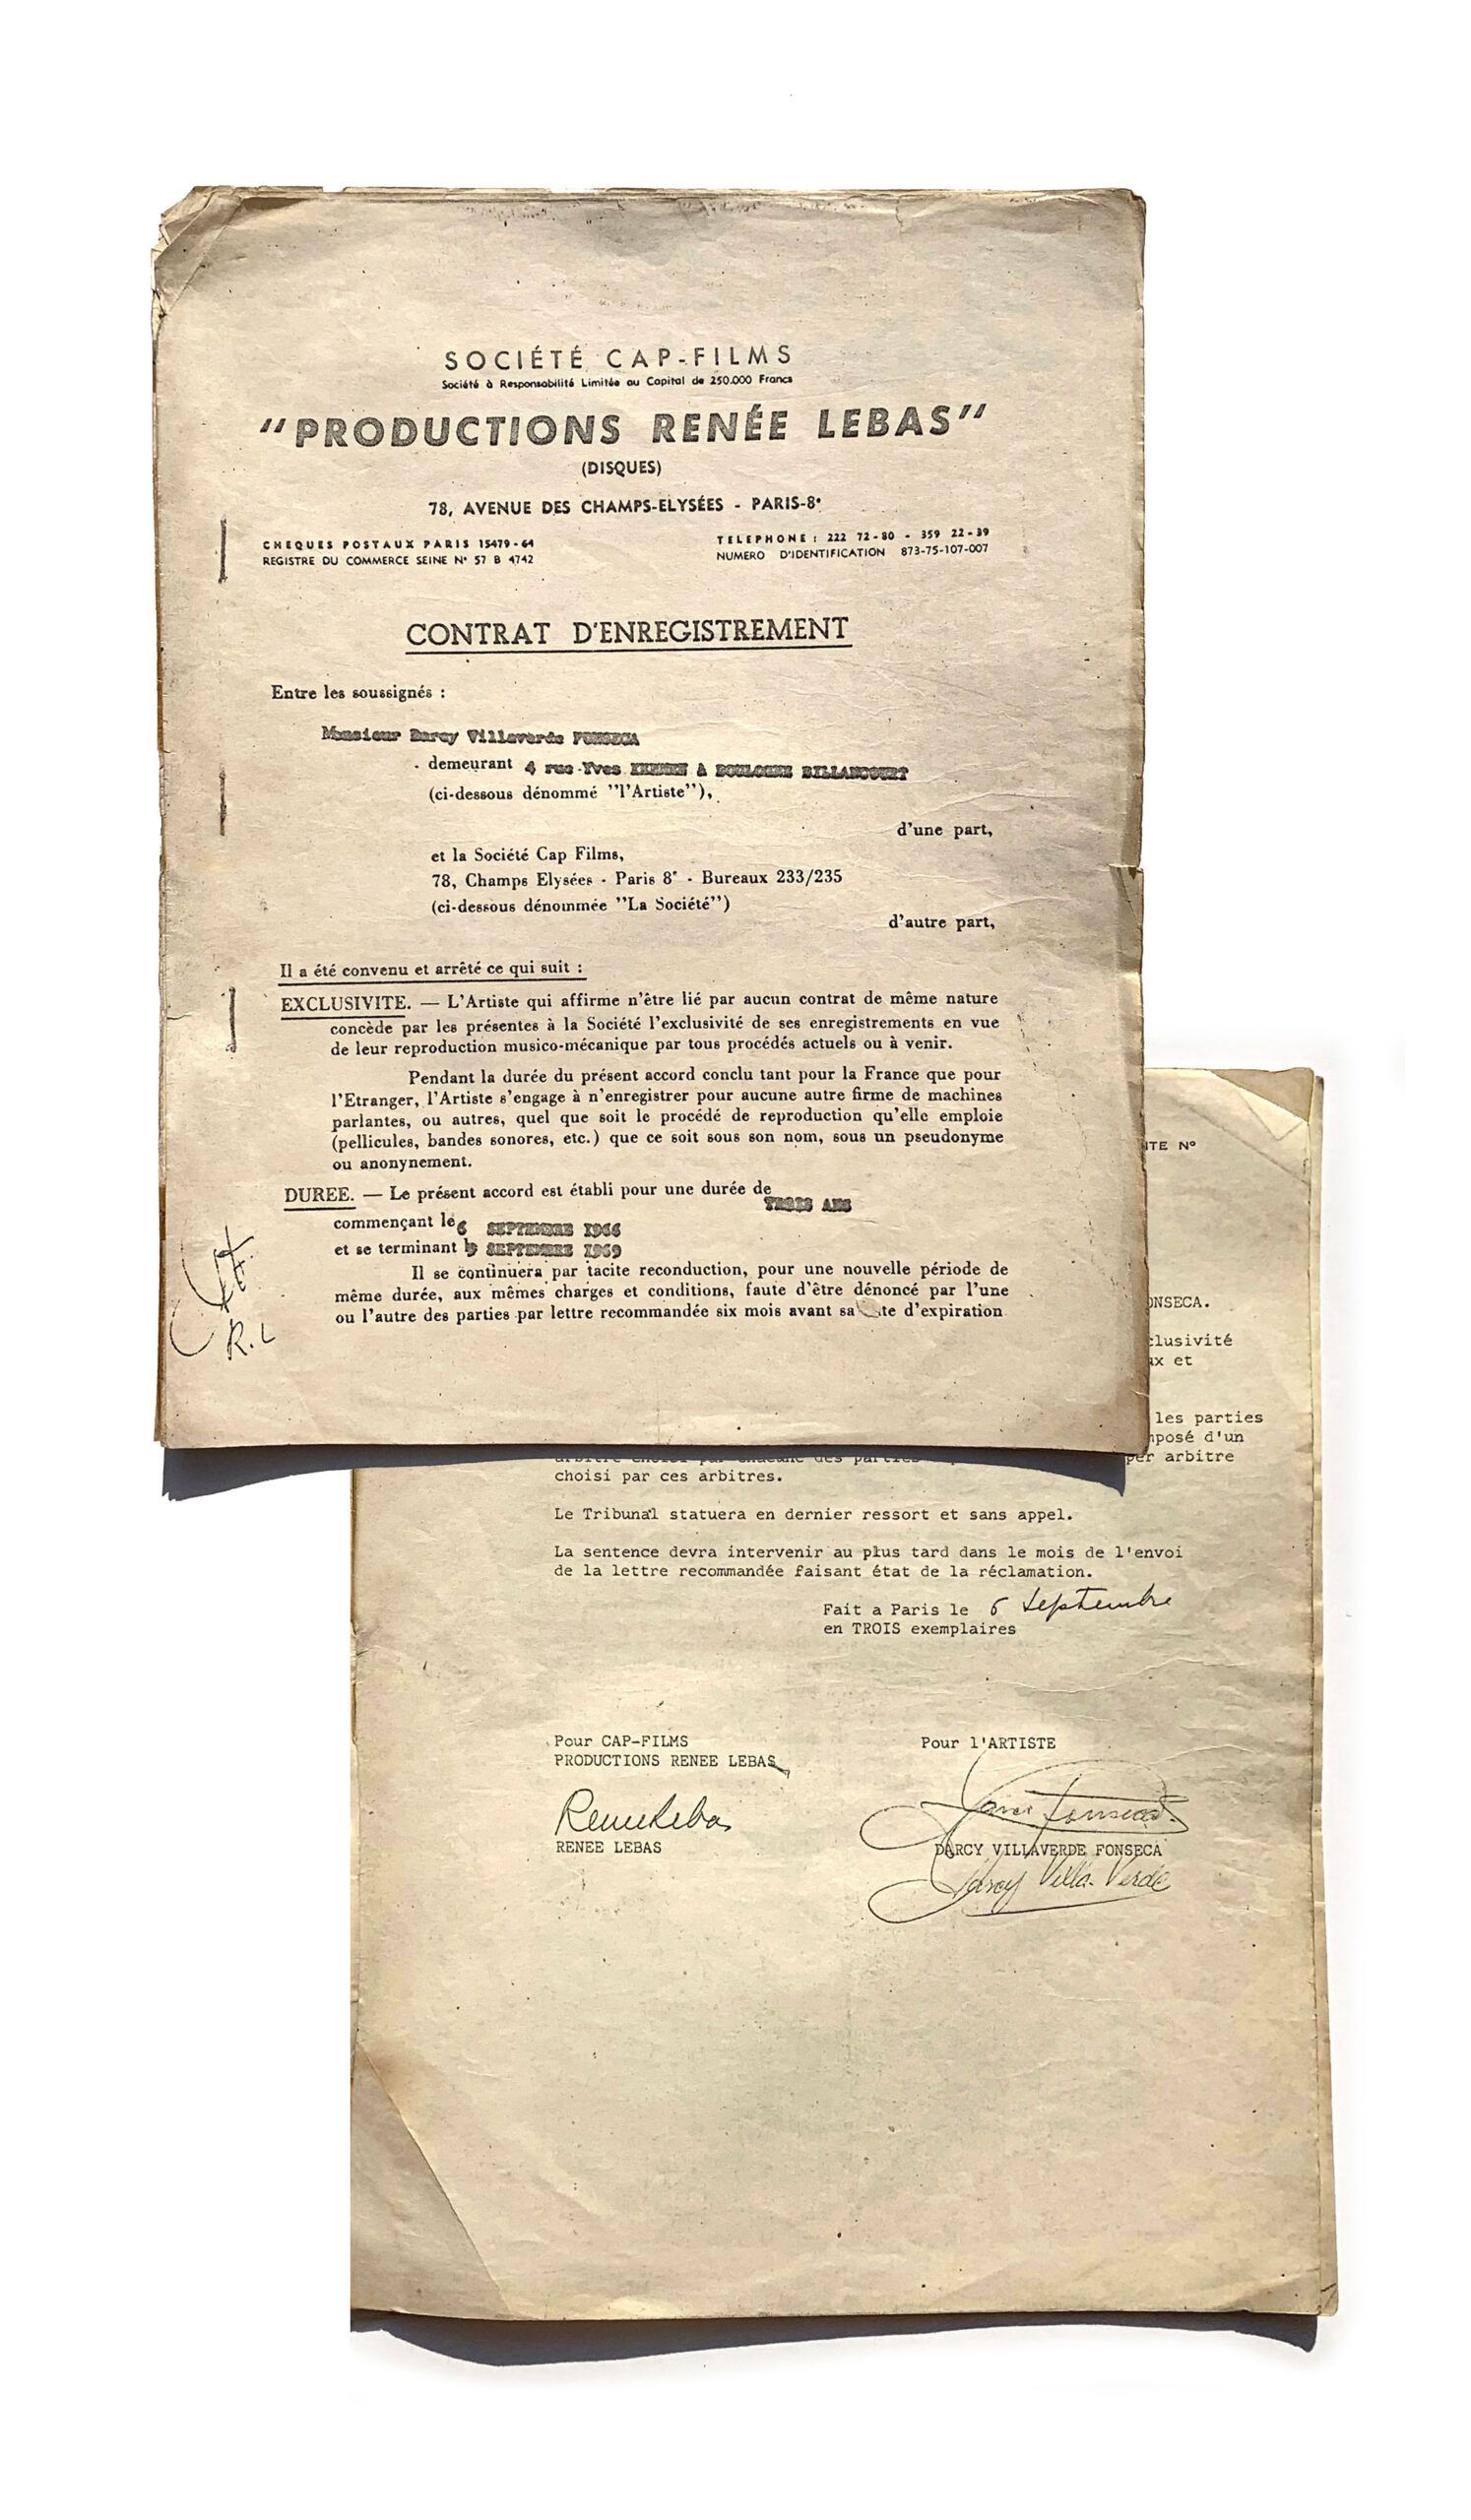 SOCIÉTÉ CAP-FILMS
Société à Responsabilité Limitée au Capital de 250.000 Francs
"PRODUCTIONS RENÉE LEBAS"
(DISQUES)
78, AVENUE DES CHAMPS-ELYSÉES - PARIS-8e
CHEQUES POSTAUX PARIS 15479-64
REGISTRE DU COMMERCE SEINE N° 57 B 4742
TELEPHONE : 222 72-80 - 359 22-39
NUMERO D'IDENTIFICATION 873-75-107-007
CONTRAT D'ENREGISTREMENT
Entre les soussignés :
Monsieur Darcy Villaverde FONSECA
demeurant 4 rue Yves à BOULOGNE BILLANCOURT
(ci-dessous dénommé "l'Artiste"),
d'une part,
et la Société Cap Films,
78, Champs Elysées - Paris 8e - Bureaux 233/235
(ci-dessous dénommée "La Société")
d'autre part,
Il a été convenu et arrêté ce qui suit :
EXCLUSIVITE. — L'Artiste qui affirme n'être lié par aucun contrat de même nature
concède par les présentes à la Société l'exclusivité de ses enregistrements en vue
de leur reproduction musico-mécanique par tous procédés actuels ou à venir.
Pendant la durée du présent accord conclu tant pour la France que pour
l'Etranger, l'Artiste s'engage à n'enregistrer pour aucune autre firme de machines
parlantes, ou autres, quel que soit le procédé de reproduction qu'elle emploie
(pellicules, bandes sonores, etc.) que ce soit sous son nom, sous un pseudonyme
ou anonynement.
DUREE. — Le présent accord est établi pour une durée de TROIS ANS
commençant le 6 SEPTEMBRE 1966
et se terminant SEPTEMBRE 1969
Il se continuera par tacite reconduction, pour une nouvelle période de
même durée, aux mêmes charges et conditions, faute d'être dénoncé par l'une
ou l'autre des parties par lettre recommandée six mois avant sa te d'expiration
R.L
ITE N°
ONSECA.
clusivité
ux et
les parties
mposé d'un
arbitre choisi par chacune des parties per arbitre
choisi par ces arbitres.
Le Tribunal statuera en dernier ressort et sans appel.
La sentence devra intervenir au plus tard dans le mois de l'envoi
de la lettre recommandée faisant état de la réclamation.
Fait a Paris le 6 Septembre
en TROIS exemplaires
Pour CAP-FILMS
PRODUCTIONS RENEE LEBAS
Renée Lebas
RENEE LEBAS
Pour l'ARTISTE
Fonseca
DARCY VILLAVERDE FONSECA
Darcy Villa-Verde